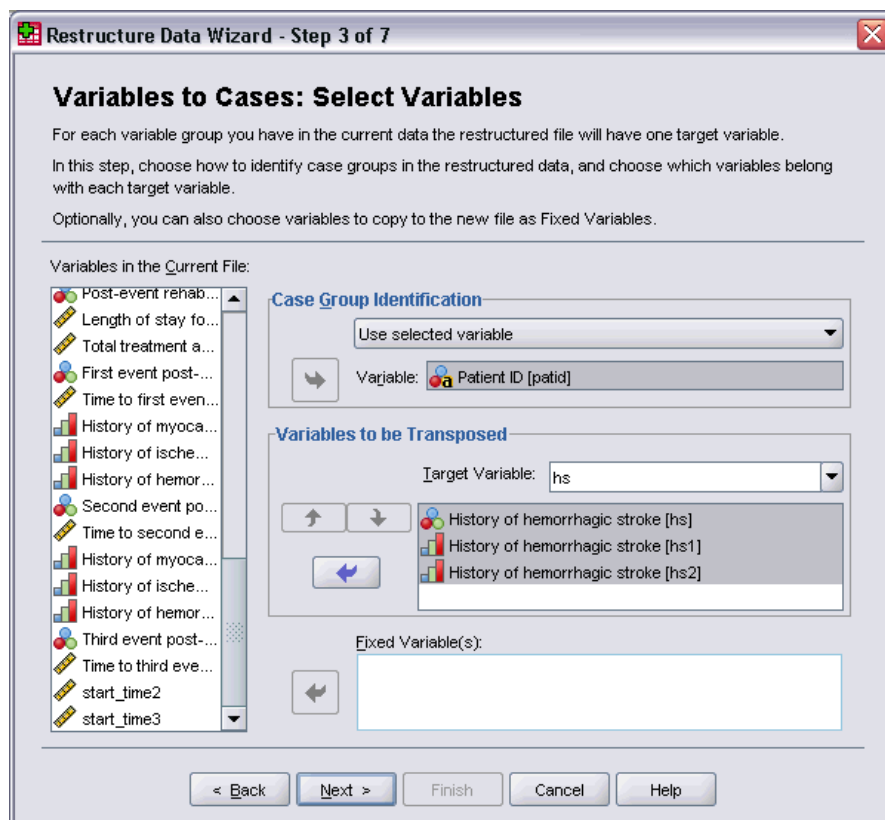 Restructure Data Wizard - Step 3 of 7
Variables to Cases: Select Variables
For each variable group you have in the current data the restructured file will have one target variable.
In this step, choose how to identify case groups in the restructured data, and choose which variables belong
with each target variable.
Optionally, you can also choose variables to copy to the new file as Fixed Variables.
Variables in the Current File:
Post-event rehab...
Length of stay fo...
Total treatment a...
First event post-...
Time to first even...
History of myoca...
History of ische...
History of hemor...
Second event po...
Time to second e...
History of myoca...
History of ische...
History of hemor...
Third event post-...
Time to third eve...
start_time2
start_time3
Case Group Identification
Use selected variable
Variable: a Patient ID [patid]
Variables to be Transposed
Target Variable: hs
History of hemorrhagic stroke [hs]
History of hemorrhagic stroke [hs1]
History of hemorrhagic stroke [hs2]
Fixed Variable(s):
< Back Next > Finish Cancel Help